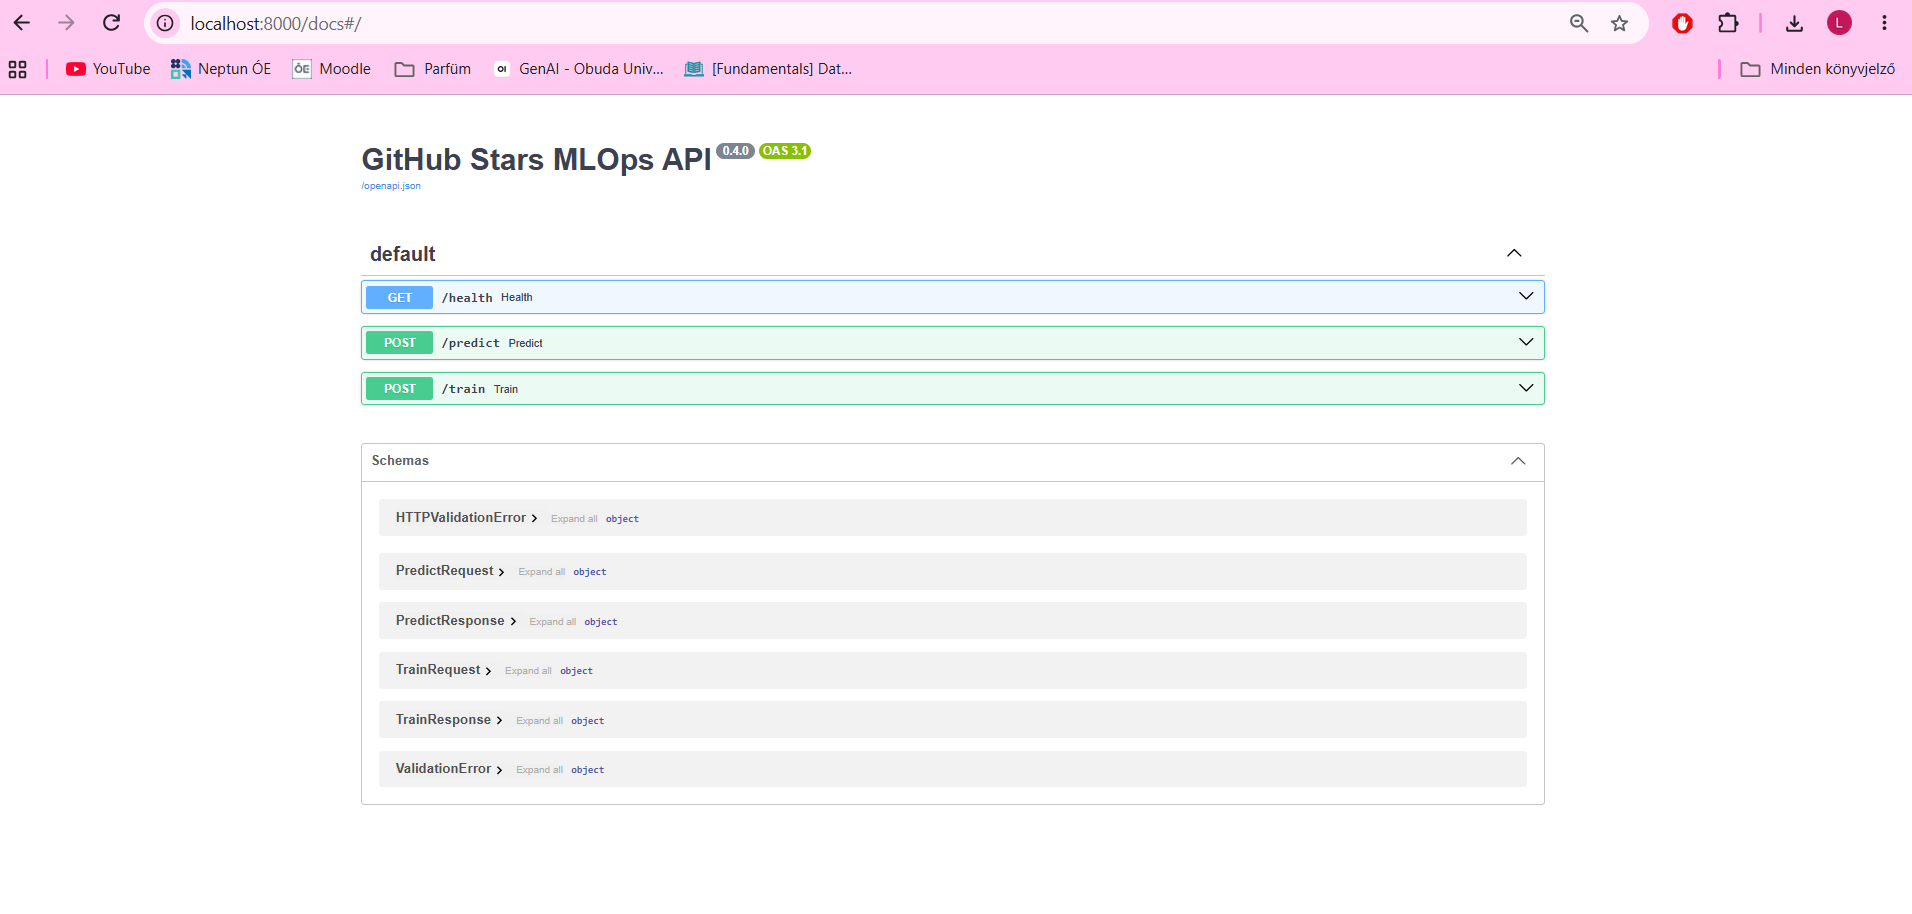 localhost:8000/docs#/
L
YouTube Neptun ÓE ÓE Moodle Parfüm OI GenAI - Obuda Univ... [Fundamentals] Dat... Minden könyvjelző
GitHub Stars MLOps API 0.4.0 OAS 3.1
/openapi.json
default
GET /health Health
POST /predict Predict
POST /train Train
Schemas
HTTPValidationError Expand all object
PredictRequest Expand all object
PredictResponse Expand all object
TrainRequest Expand all object
TrainResponse Expand all object
ValidationError Expand all object